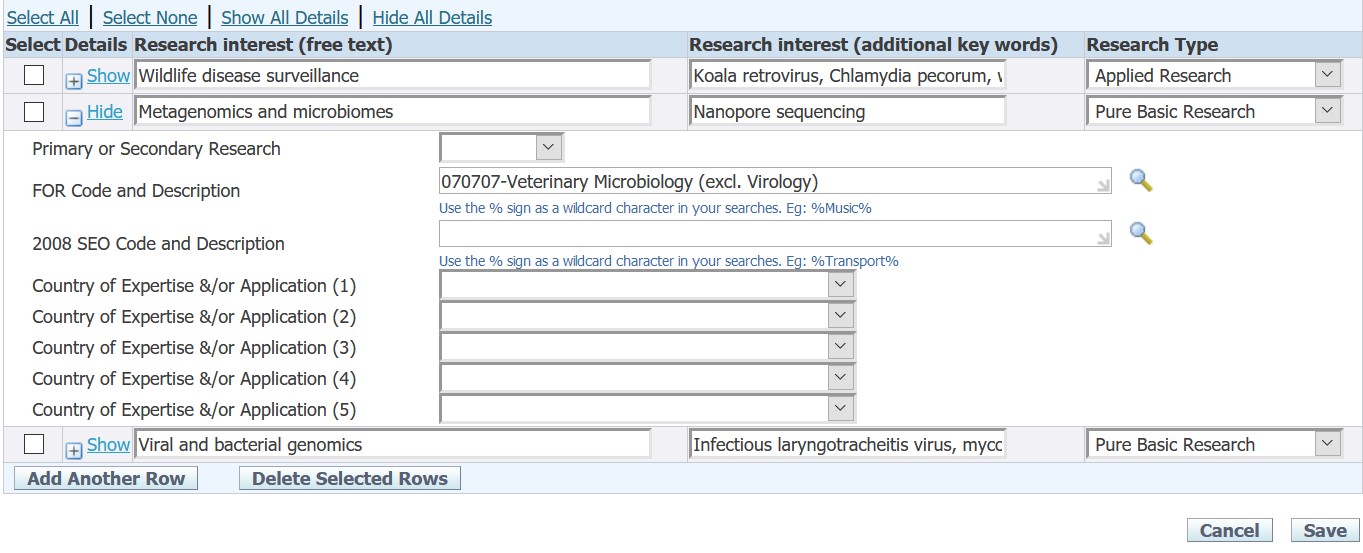 Select All | Select None | Show All Details | Hide All Details
Select Details Research interest (free text) Research interest (additional key words) Research Type
Show Wildlife disease surveillance Koala retrovirus, Chlamydia pecorum, Applied Research
Hide Metagenomics and microbiomes Nanopore sequencing Pure Basic Research
Primary or Secondary Research
FOR Code and Description 070707-Veterinary Microbiology (excl. Virology)
Use the % sign as a wildcard character in your searches. Eg: %Music%
2008 SEO Code and Description
Use the % sign as a wildcard character in your searches. Eg: %Transport%
Country of Expertise &/or Application (1)
Country of Expertise &/or Application (2)
Country of Expertise &/or Application (3)
Country of Expertise &/or Application (4)
Country of Expertise &/or Application (5)
Show Viral and bacterial genomics Infectious laryngotracheitis virus, myco Pure Basic Research
Add Another Row Delete Selected Rows
Cancel Save